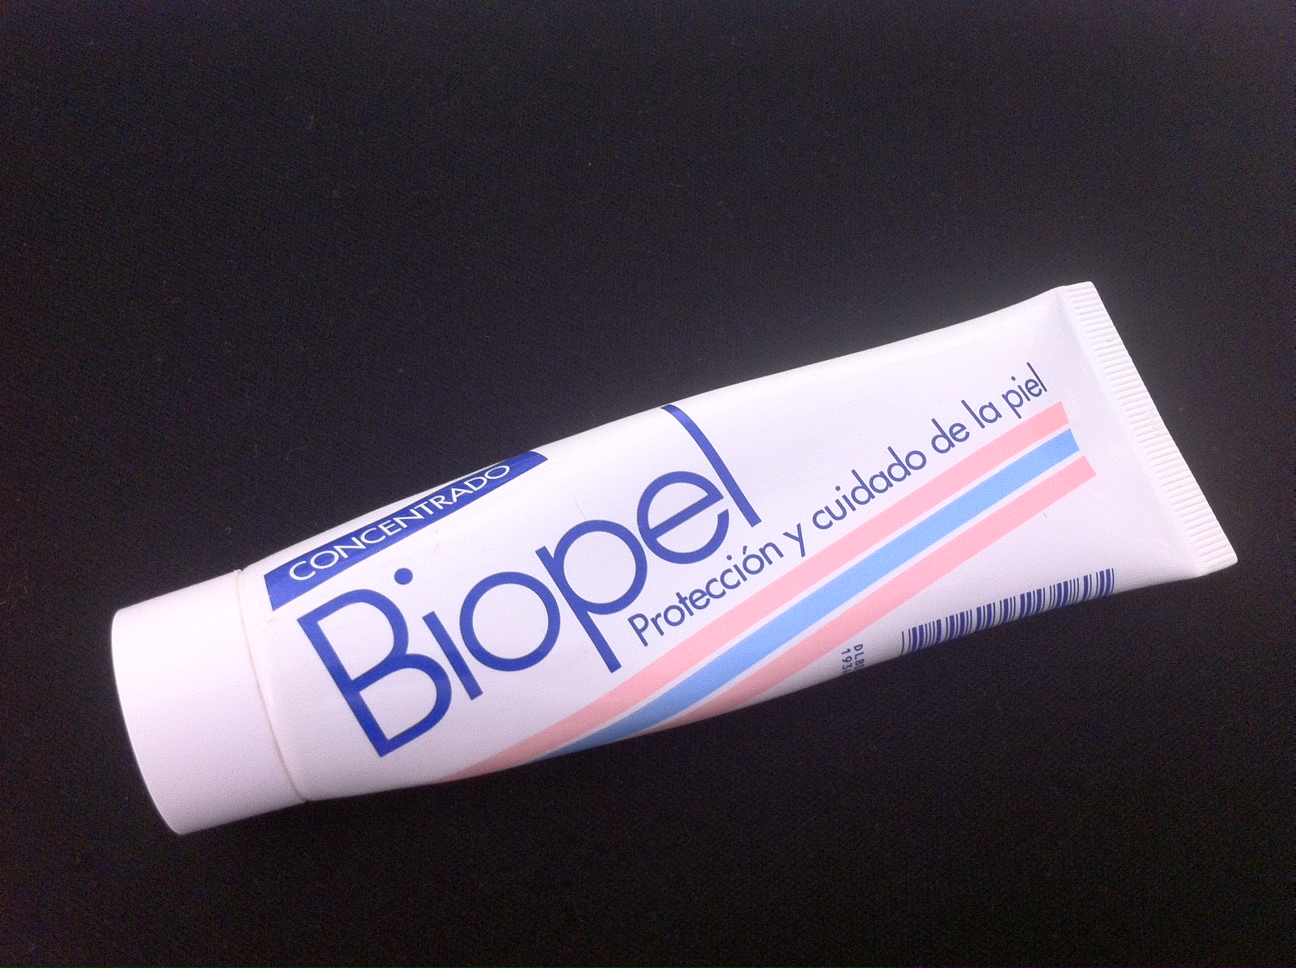 CONCENTRADO
Biopel
Protección y cuidado de la piel